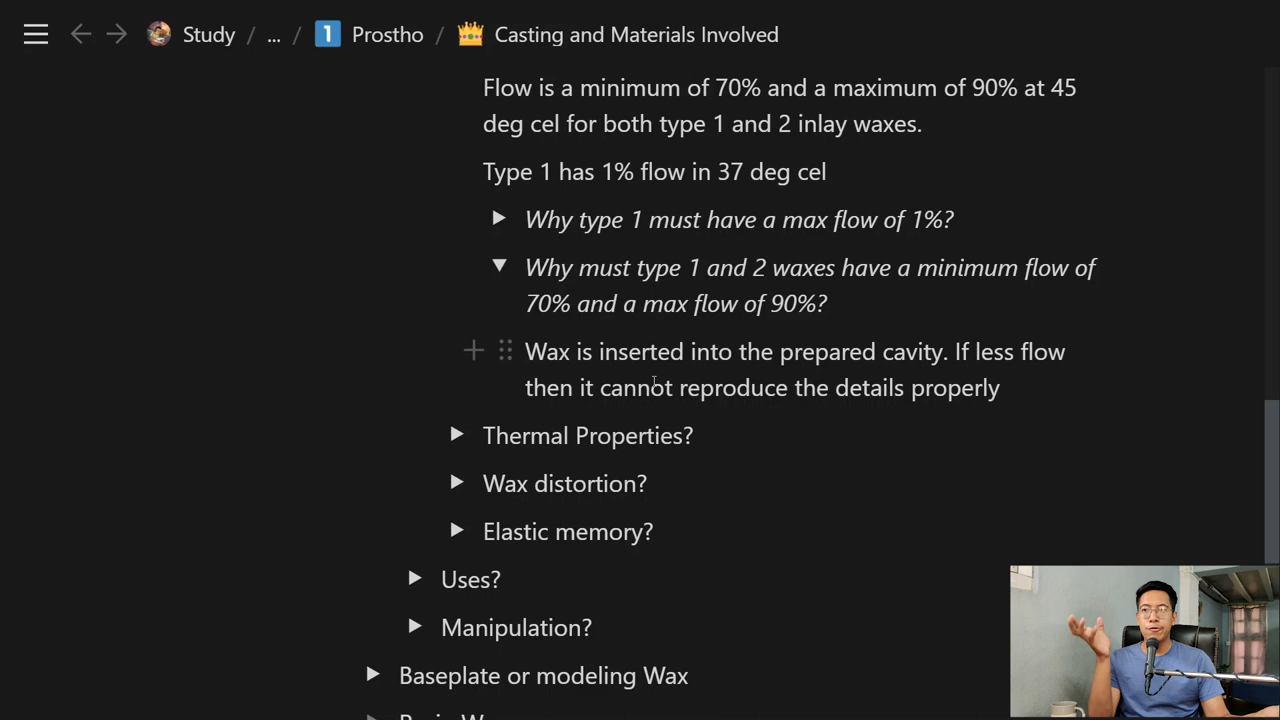 Study / ... / 1 Prostho / Casting and Materials Involved
Flow is a minimum of 70% and a maximum of 90% at 45
deg cel for both type 1 and 2 inlay waxes.
Type 1 has 1% flow in 37 deg cel
Why type 1 must have a max flow of 1%?
Why must type 1 and 2 waxes have a minimum flow of
70% and a max flow of 90%?
Wax is inserted into the prepared cavity. If less flow
then it cannot reproduce the details properly
Thermal Properties?
Wax distortion?
Elastic memory?
Uses?
Manipulation?
Baseplate or modeling Wax